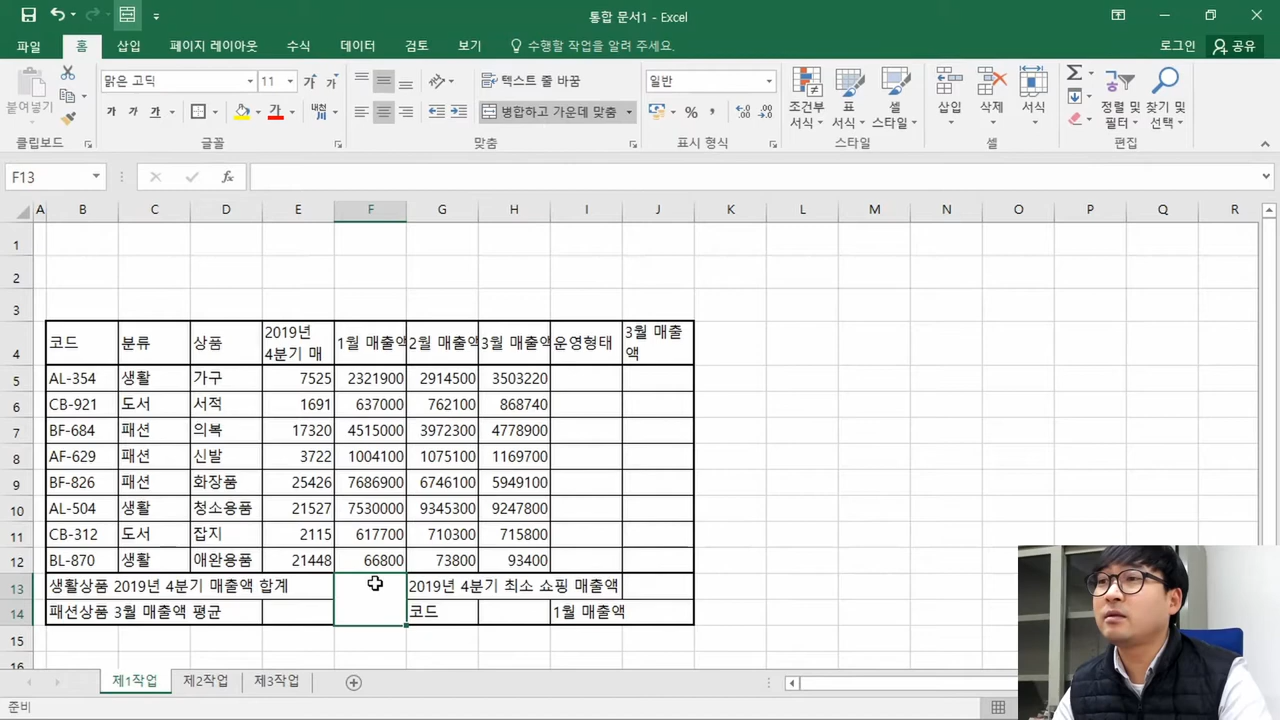 통합 문서1 - Excel
파일 홈 삽입 페이지 레이아웃 수식 데이터 검토 보기 수행할 작업을 알려 주세요. 로그인 공유
붙여넣기 맑은 고딕 11 가 가 텍스트 줄 바꿈 일반 조건부 서식 표 서식 셀 스타일 삽입 삭제 서식 정렬 및 필터 찾기 및 선택
가 가 가 가 내천 병합하고 가운데 맞춤 % ,
클립보드 글꼴 맞춤 표시 형식 스타일 셀 편집
F13 fx
A B C D E F G H I J K L M N O P Q R
1
2
3
4 코드 분류 상품 2019년 4분기 매 1월 매출액 2월 매출액 3월 매출액 운영형태 3월 매출액
5 AL-354 생활 가구 7525 2321900 2914500 3503220
6 CB-921 도서 서적 1691 637000 762100 868740
7 BF-684 패션 의복 17320 4515000 3972300 4778900
8 AF-629 패션 신발 3722 1004100 1075100 1169700
9 BF-826 패션 화장품 25426 7686900 6746100 5949100
10 AL-504 생활 청소용품 21527 7530000 9345300 9247800
11 CB-312 도서 잡지 2115 617700 710300 715800
12 BL-870 생활 애완용품 21448 66800 73800 93400
13 생활상품 2019년 4분기 매출액 합계 2019년 4분기 최소 쇼핑 매출액
14 패션상품 3월 매출액 평균 코드 1월 매출액
15
16
제1작업 제2작업 제3작업
준비